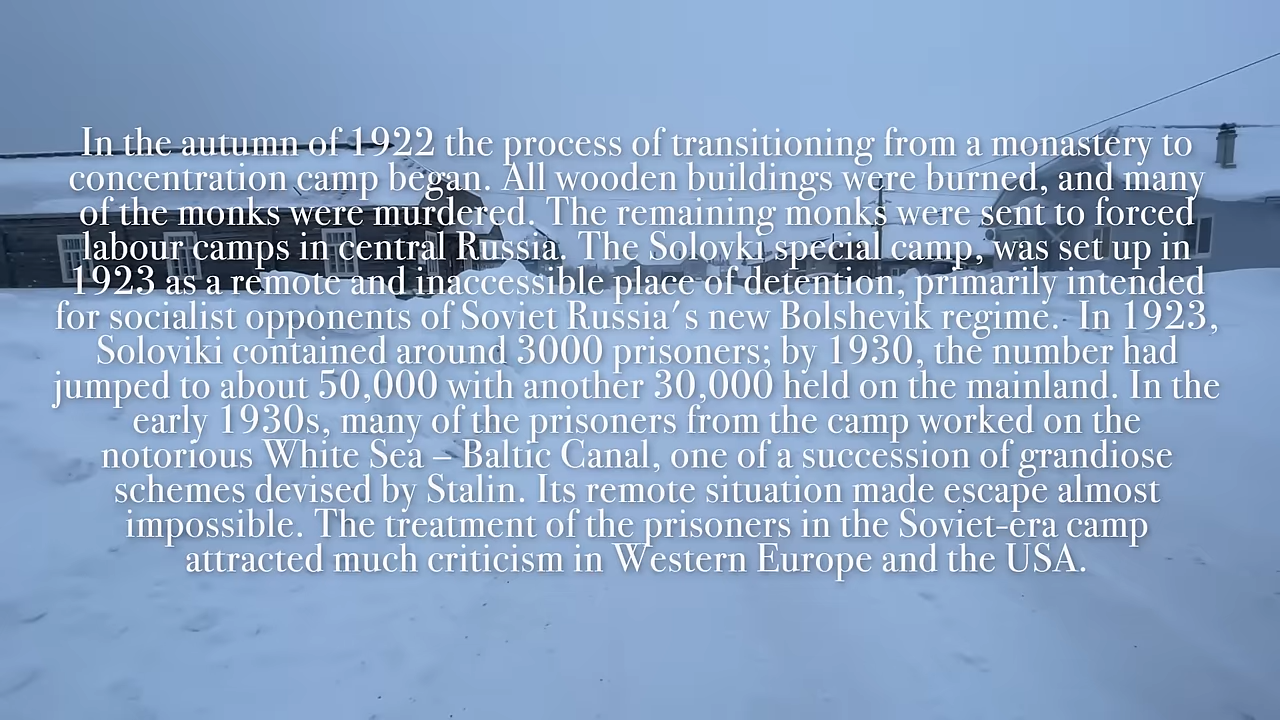 In the autumn of 1922 the process of transitioning from a monastery to
concentration camp began. All wooden buildings were burned, and many
of the monks were murdered. The remaining monks were sent to forced
labour camps in central Russia. The Solovki special camp, was set up in
1923 as a remote and inaccessible place of detention, primarily intended
for socialist opponents of Soviet Russia's new Bolshevik regime. In 1923,
Soloviki contained around 3000 prisoners; by 1930, the number had
jumped to about 50,000 with another 30,000 held on the mainland. In the
early 1930s, many of the prisoners from the camp worked on the
notorious White Sea – Baltic Canal, one of a succession of grandiose
schemes devised by Stalin. Its remote situation made escape almost
impossible. The treatment of the prisoners in the Soviet-era camp
attracted much criticism in Western Europe and the USA.